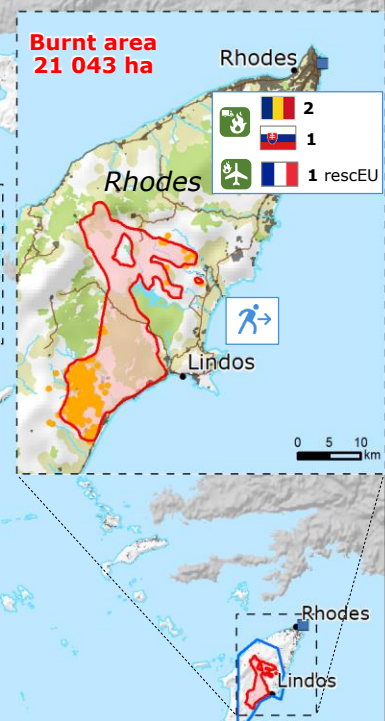 Burnt area
21 043 ha
Rhodes
2
1
1 rescEU
Rhodes
Lindos
0 5 10
km
Rhodes
Lindos